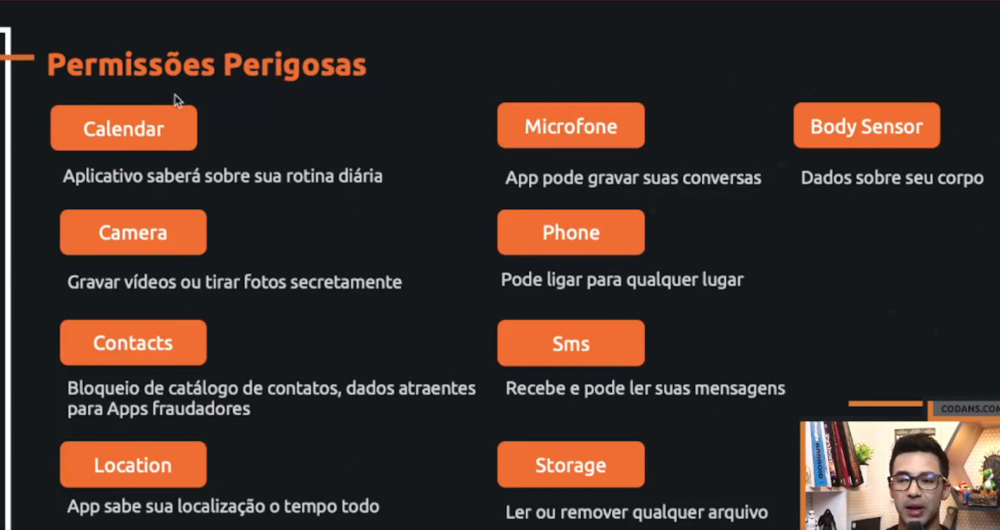 Permissões Perigosas
Calendar
Aplicativo saberá sobre sua rotina diária
Camera
Gravar vídeos ou tirar fotos secretamente
Contacts
Bloqueio de catálogo de contatos, dados atraentes
para Apps fraudadores
Location
App sabe sua localização o tempo todo
Microfone
App pode gravar suas conversas
Phone
Pode ligar para qualquer lugar
Sms
Recebe e pode ler suas mensagens
Storage
Ler ou remover qualquer arquivo
Body Sensor
Dados sobre seu corpo
CODANS.COM
ANDROID